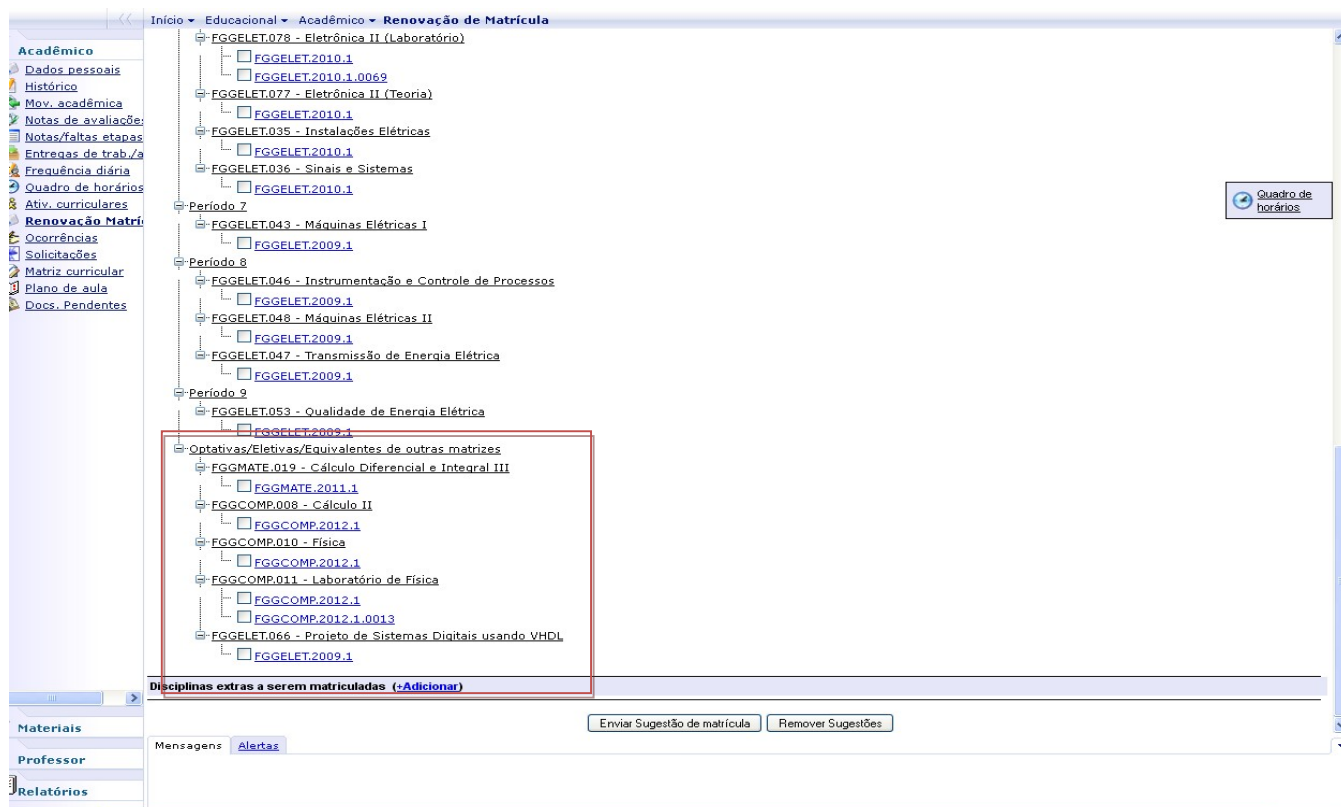 Início Educacional Acadêmico Renovação de Matrícula
Acadêmico
Dados pessoais
Histórico
Mov. acadêmica
Notas de avaliações
Notas/faltas etapas
Entregas de trab./a
Frequência diária
Quadro de horários
Ativ. curriculares
Renovação Matrí
Ocorrências
Solicitações
Matriz curricular
Plano de aula
Docs. Pendentes
Materiais
Professor
Relatórios
FGGELET.078 - Eletrônica II (Laboratório)
FGGELET.2010.1
FGGELET.2010.1.0069
FGGELET.077 - Eletrônica II (Teoria)
FGGELET.2010.1
FGGELET.035 - Instalações Elétricas
FGGELET.2010.1
FGGELET.036 - Sinais e Sistemas
FGGELET.2010.1
Período 7
FGGELET.043 - Máquinas Elétricas I
FGGELET.2009.1
Período 8
FGGELET.046 - Instrumentação e Controle de Processos
FGGELET.2009.1
FGGELET.048 - Máquinas Elétricas II
FGGELET.2009.1
FGGELET.047 - Transmissão de Energia Elétrica
FGGELET.2009.1
Período 9
FGGELET.053 - Qualidade de Energia Elétrica
FGGELET.2009.1
Optativas/Eletivas/Equivalentes de outras matrizes
FGGMATE.019 - Cálculo Diferencial e Integral III
FGGMATE.2011.1
FGGCOMP.008 - Cálculo II
FGGCOMP.2012.1
FGGCOMP.010 - Física
FGGCOMP.2012.1
FGGCOMP.011 - Laboratório de Física
FGGCOMP.2012.1
FGGCOMP.2012.1.0013
FGGELET.066 - Projeto de Sistemas Digitais usando VHDL
FGGELET.2009.1
Disciplinas extras a serem matriculadas (+Adicionar)
Quadro de
horários
Enviar Sugestão de matrícula Remover Sugestões
Mensagens Alertas